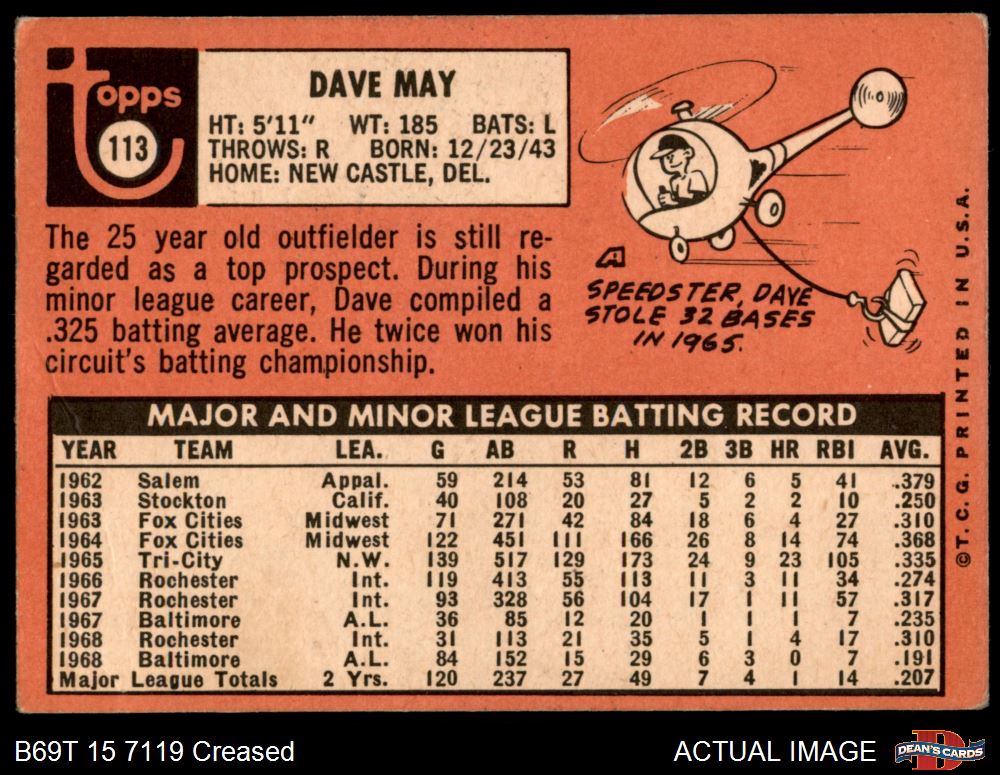 topps
113
DAVE MAY
HT: 5'11" WT: 185 BATS: L
THROWS: R BORN: 12/23/43
HOME: NEW CASTLE, DEL.
The 25 year old outfielder is still re-
garded as a top prospect. During his
minor league career, Dave compiled a
.325 batting average. He twice won his
circuit's batting championship.
A
SPEEDSTER, DAVE
STOLE 32 BASES
IN 1965.
MAJOR AND MINOR LEAGUE BATTING RECORD
YEAR TEAM LEA. G AB R H 2B 3B HR RBI AVG.
1962 Salem Appal. 59 214 53 81 12 6 5 41 .379
1963 Stockton Calif. 40 108 20 27 5 2 2 10 .250
1963 Fox Cities Midwest 71 271 42 84 18 6 4 27 .310
1964 Fox Cities Midwest 122 451 111 166 26 8 14 74 .368
1965 Tri-City N.W. 139 517 129 173 24 9 23 105 .335
1966 Rochester Int. 119 413 55 113 11 3 11 34 .274
1967 Rochester Int. 93 328 56 104 17 1 11 57 .317
1967 Baltimore A.L. 36 85 12 20 1 1 1 7 .235
1968 Rochester Int. 31 113 21 35 5 1 4 17 .310
1968 Baltimore A.L. 84 152 15 29 6 3 0 7 .191
Major League Totals 2 Yrs. 120 237 27 49 7 4 1 14 .207
©T.C.G. PRINTED IN U.S.A.
B69T 15 7119 Creased
ACTUAL IMAGE
D
DEAN'S CARDS